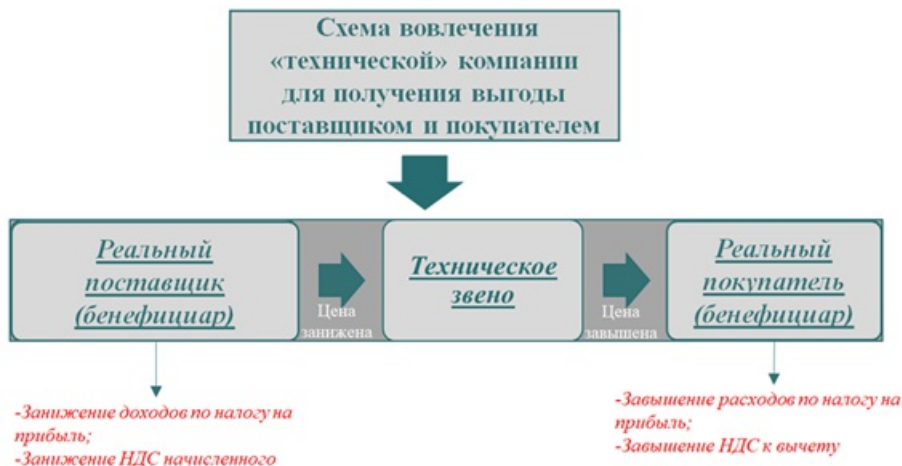 Схема вовлечения
«технической» компании
для получения выгоды
поставщиком и покупателем
Реальный
поставщик
(бенефициар)
Цена
занижена
Техническое
звено
Цена
завышена
Реальный
покупатель
(бенефициар)
-Занижение доходов по налогу на
прибыль;
-Занижение НДС начисленного
-Завышение расходов по налогу на
прибыль;
-Завышение НДС к вычету